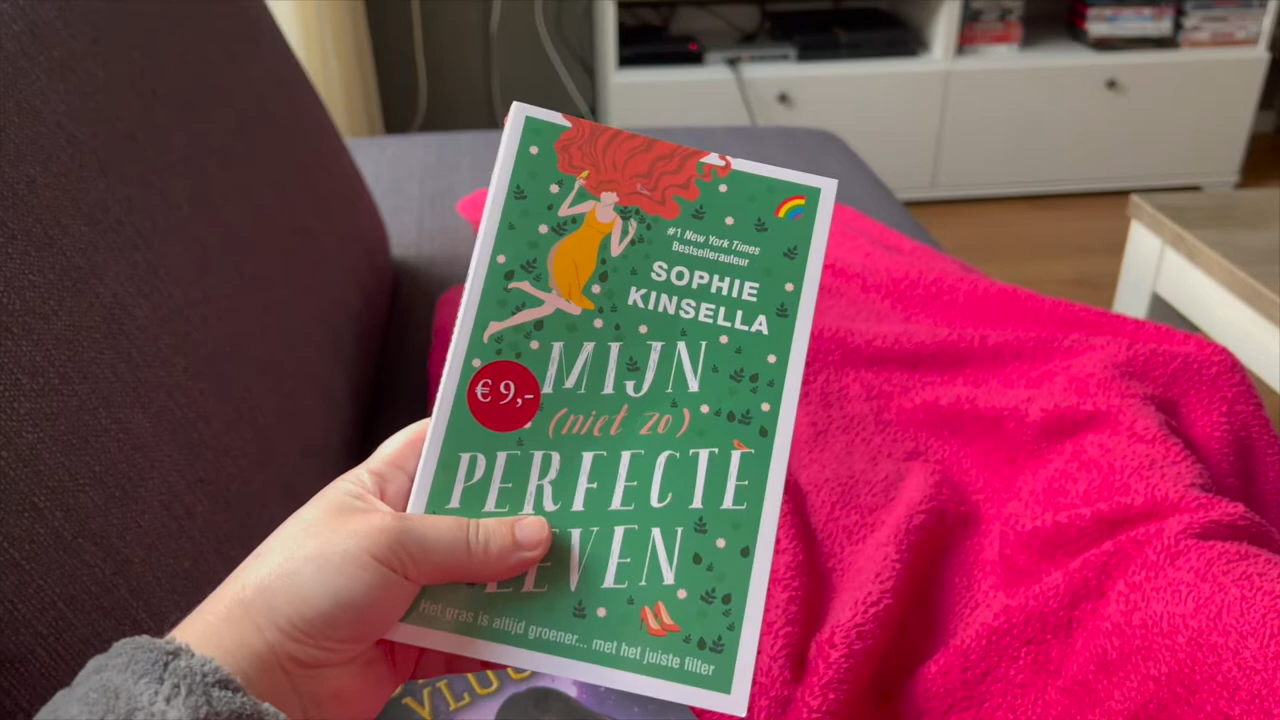 #1 New York Times
Bestsellerauteur
SOPHIE
KINSELLA
MIJN
€ 9,-
(niet zo)
PERFECTE
LEVEN
Het gras is altijd groener... met het juiste filter